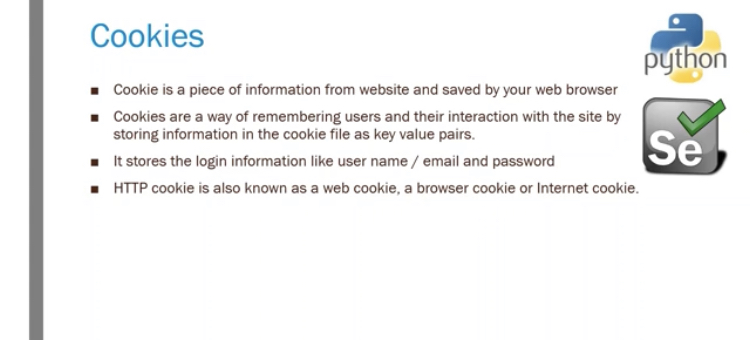 Cookies
python
■ Cookie is a piece of information from website and saved by your web browser
■ Cookies are a way of remembering users and their interaction with the site by
storing information in the cookie file as key value pairs.
Se
■ It stores the login information like user name / email and password
■ HTTP cookie is also known as a web cookie, a browser cookie or Internet cookie.